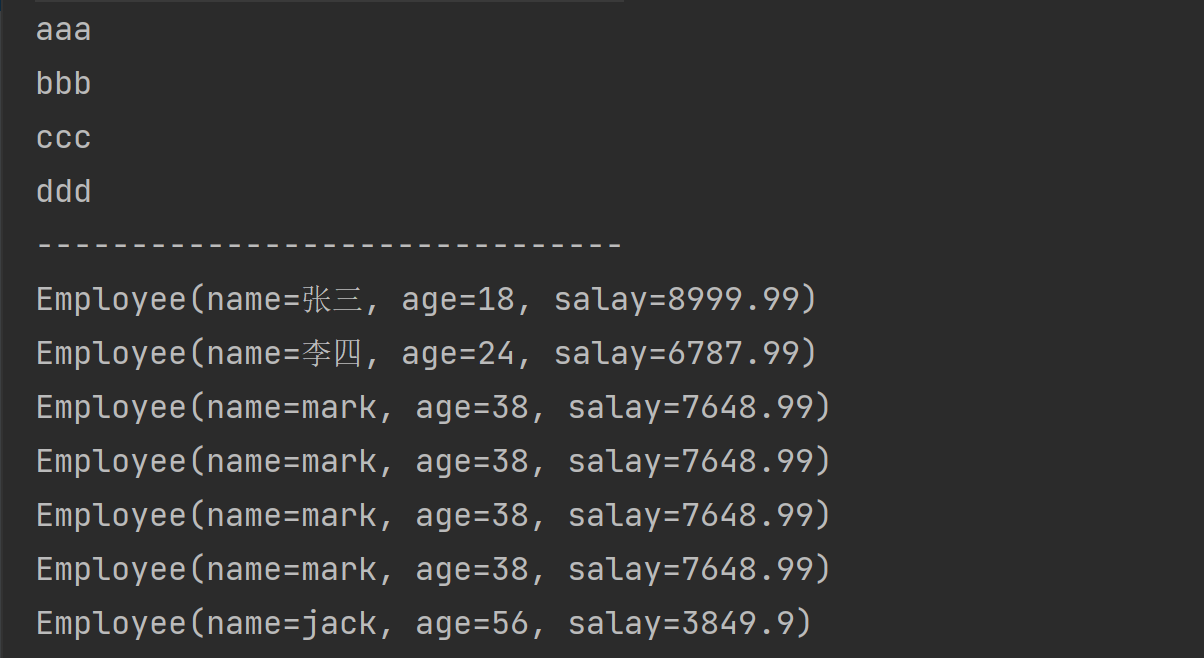 aaa
bbb
ccc
ddd
-------------------------------
Employee(name=张三, age=18, salay=8999.99)
Employee(name=李四, age=24, salay=6787.99)
Employee(name=mark, age=38, salay=7648.99)
Employee(name=mark, age=38, salay=7648.99)
Employee(name=mark, age=38, salay=7648.99)
Employee(name=mark, age=38, salay=7648.99)
Employee(name=jack, age=56, salay=3849.9)